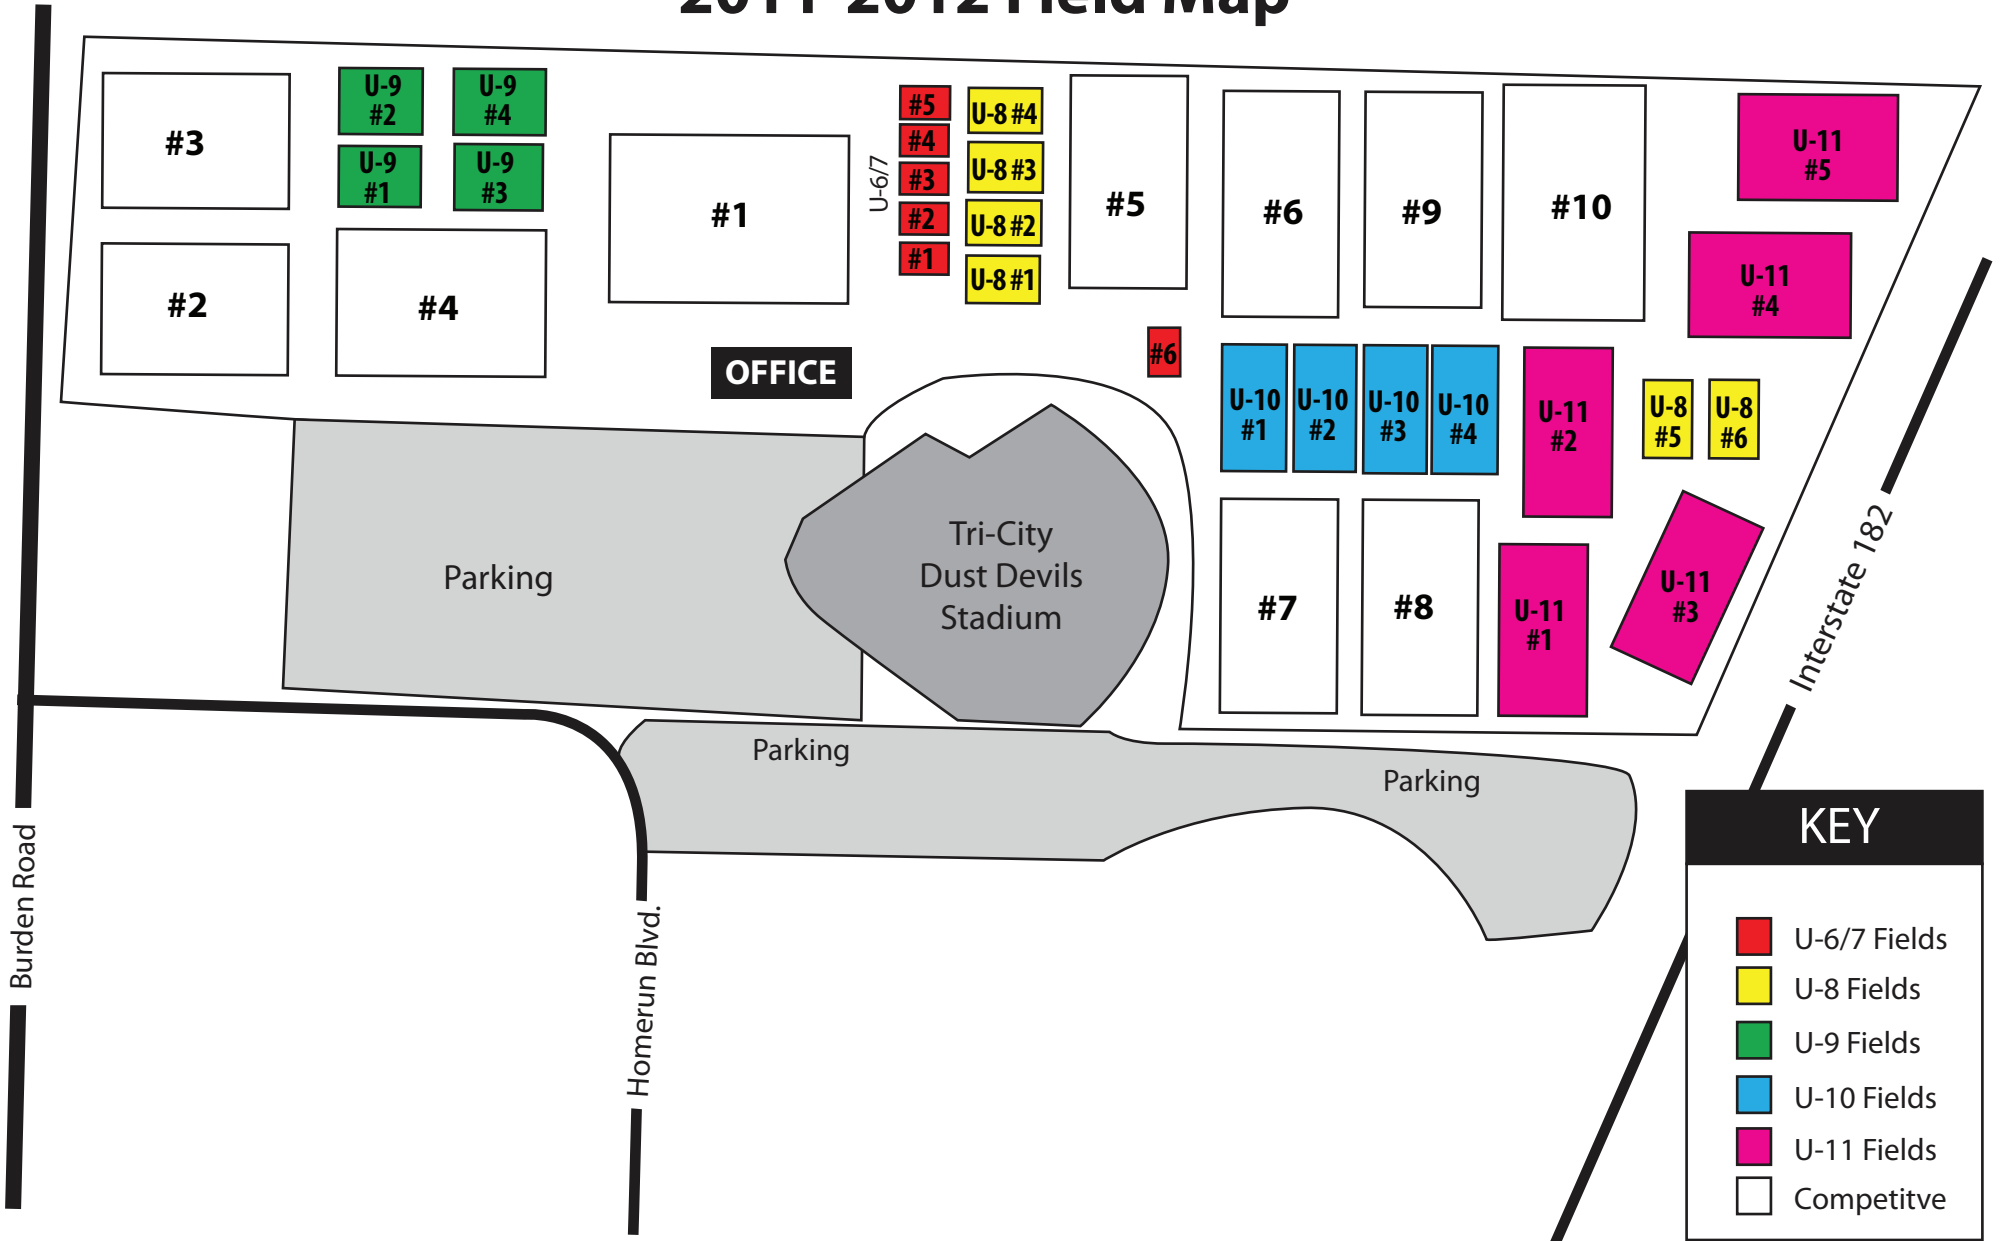 2011-2012 Field Map
#3
U-9
#2
U-9
#4
U-9
#1
U-9
#3
#2
#4
#1
OFFICE
U-6/7
#5
#4
#3
#2
#1
U-8 #4
U-8 #3
U-8 #2
U-8 #1
#5
#6
#9
#10
U-11
#5
U-11
#4
#6
U-10
#1
U-10
#2
U-10
#3
U-10
#4
U-11
#2
U-8
#5
U-8
#6
#7
#8
U-11
#1
U-11
#3
Interstate 182
Parking
Tri-City
Dust Devils
Stadium
Parking
Parking
Burden Road
Homerun Blvd.
KEY
U-6/7 Fields
U-8 Fields
U-9 Fields
U-10 Fields
U-11 Fields
Competitve